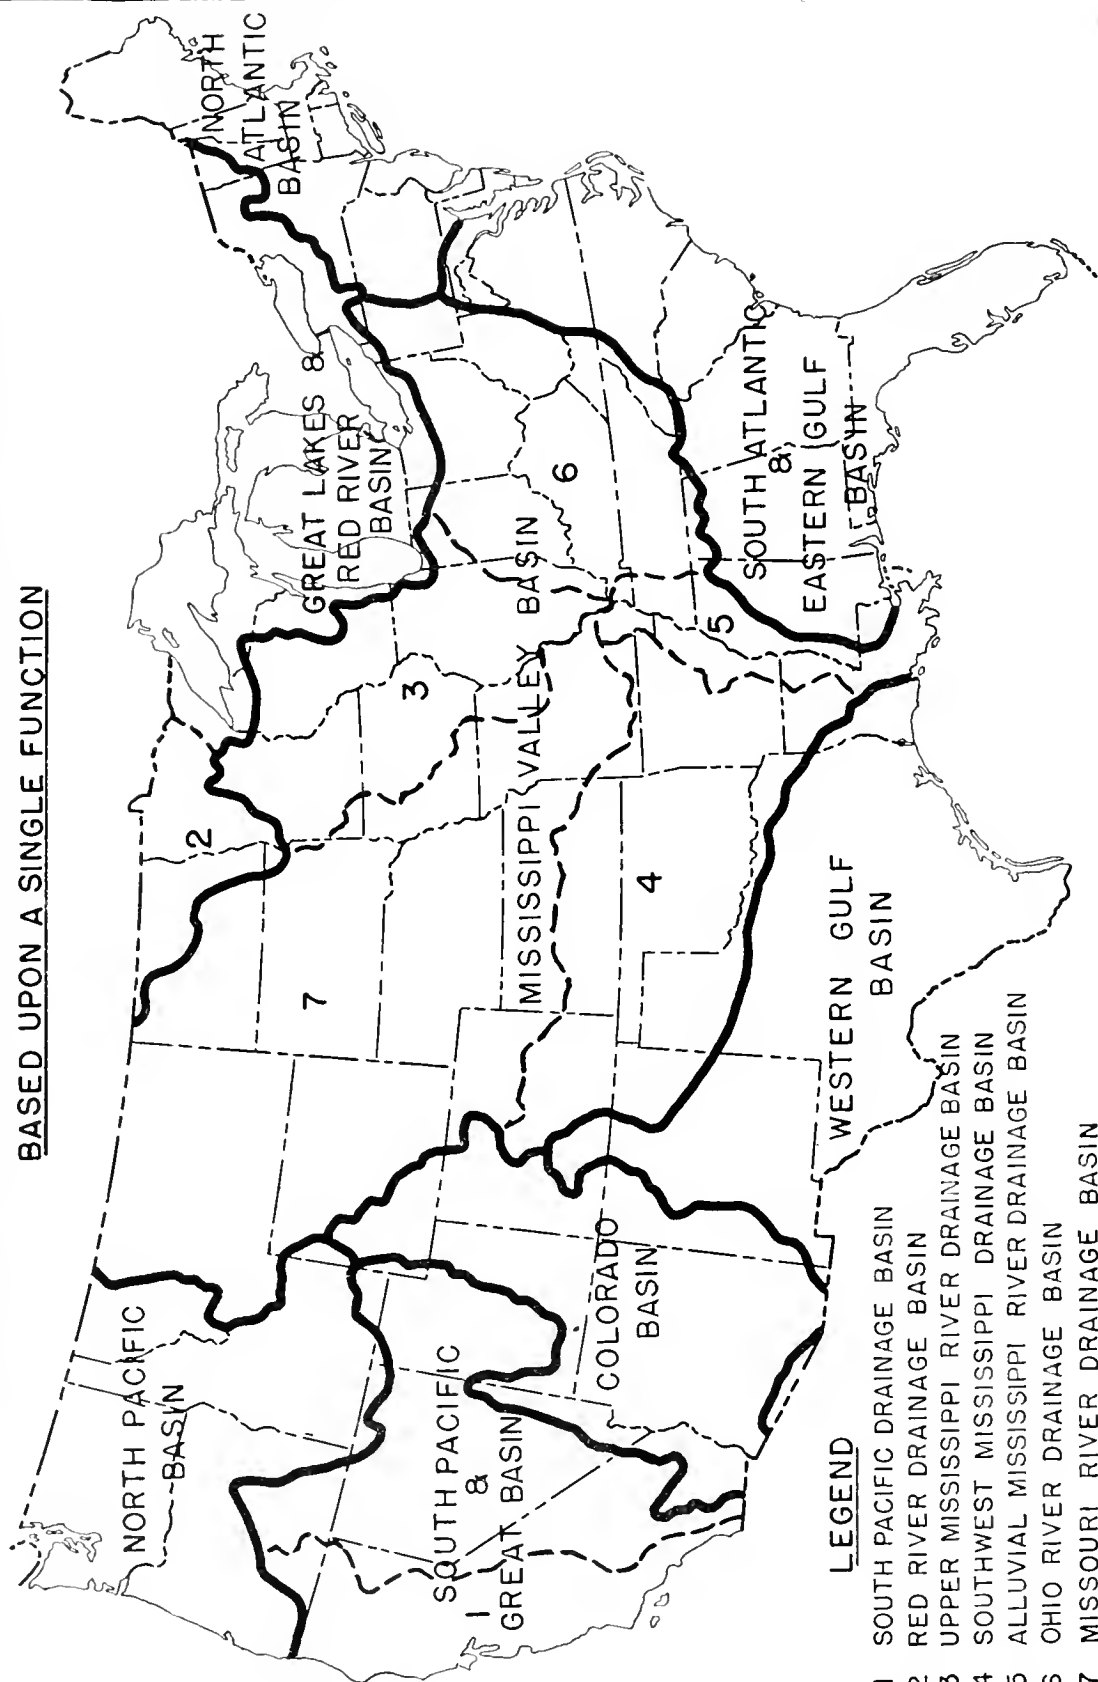 BASED UPON A SINGLE FUNCTION
NORTH
ATLANTIC
BASIN
GREAT LAKES &
RED RIVER
BASIN
2
3
6
7
MISSISSIPPI VALLEY BASIN
5
4
SOUTH ATLANTIC
&
EASTERN GULF
BASIN
NORTH PACIFIC
BASIN
SOUTH PACIFIC
&
GREAT BASIN
1
COLORADO
BASIN
WESTERN GULF
BASIN
LEGEND
1 SOUTH PACIFIC DRAINAGE BASIN
2 RED RIVER DRAINAGE BASIN
3 UPPER MISSISSIPPI RIVER DRAINAGE BASIN
4 SOUTHWEST MISSISSIPPI DRAINAGE BASIN
5 ALLUVIAL MISSISSIPPI RIVER DRAINAGE BASIN
6 OHIO RIVER DRAINAGE BASIN
7 MISSOURI RIVER DRAINAGE BASIN